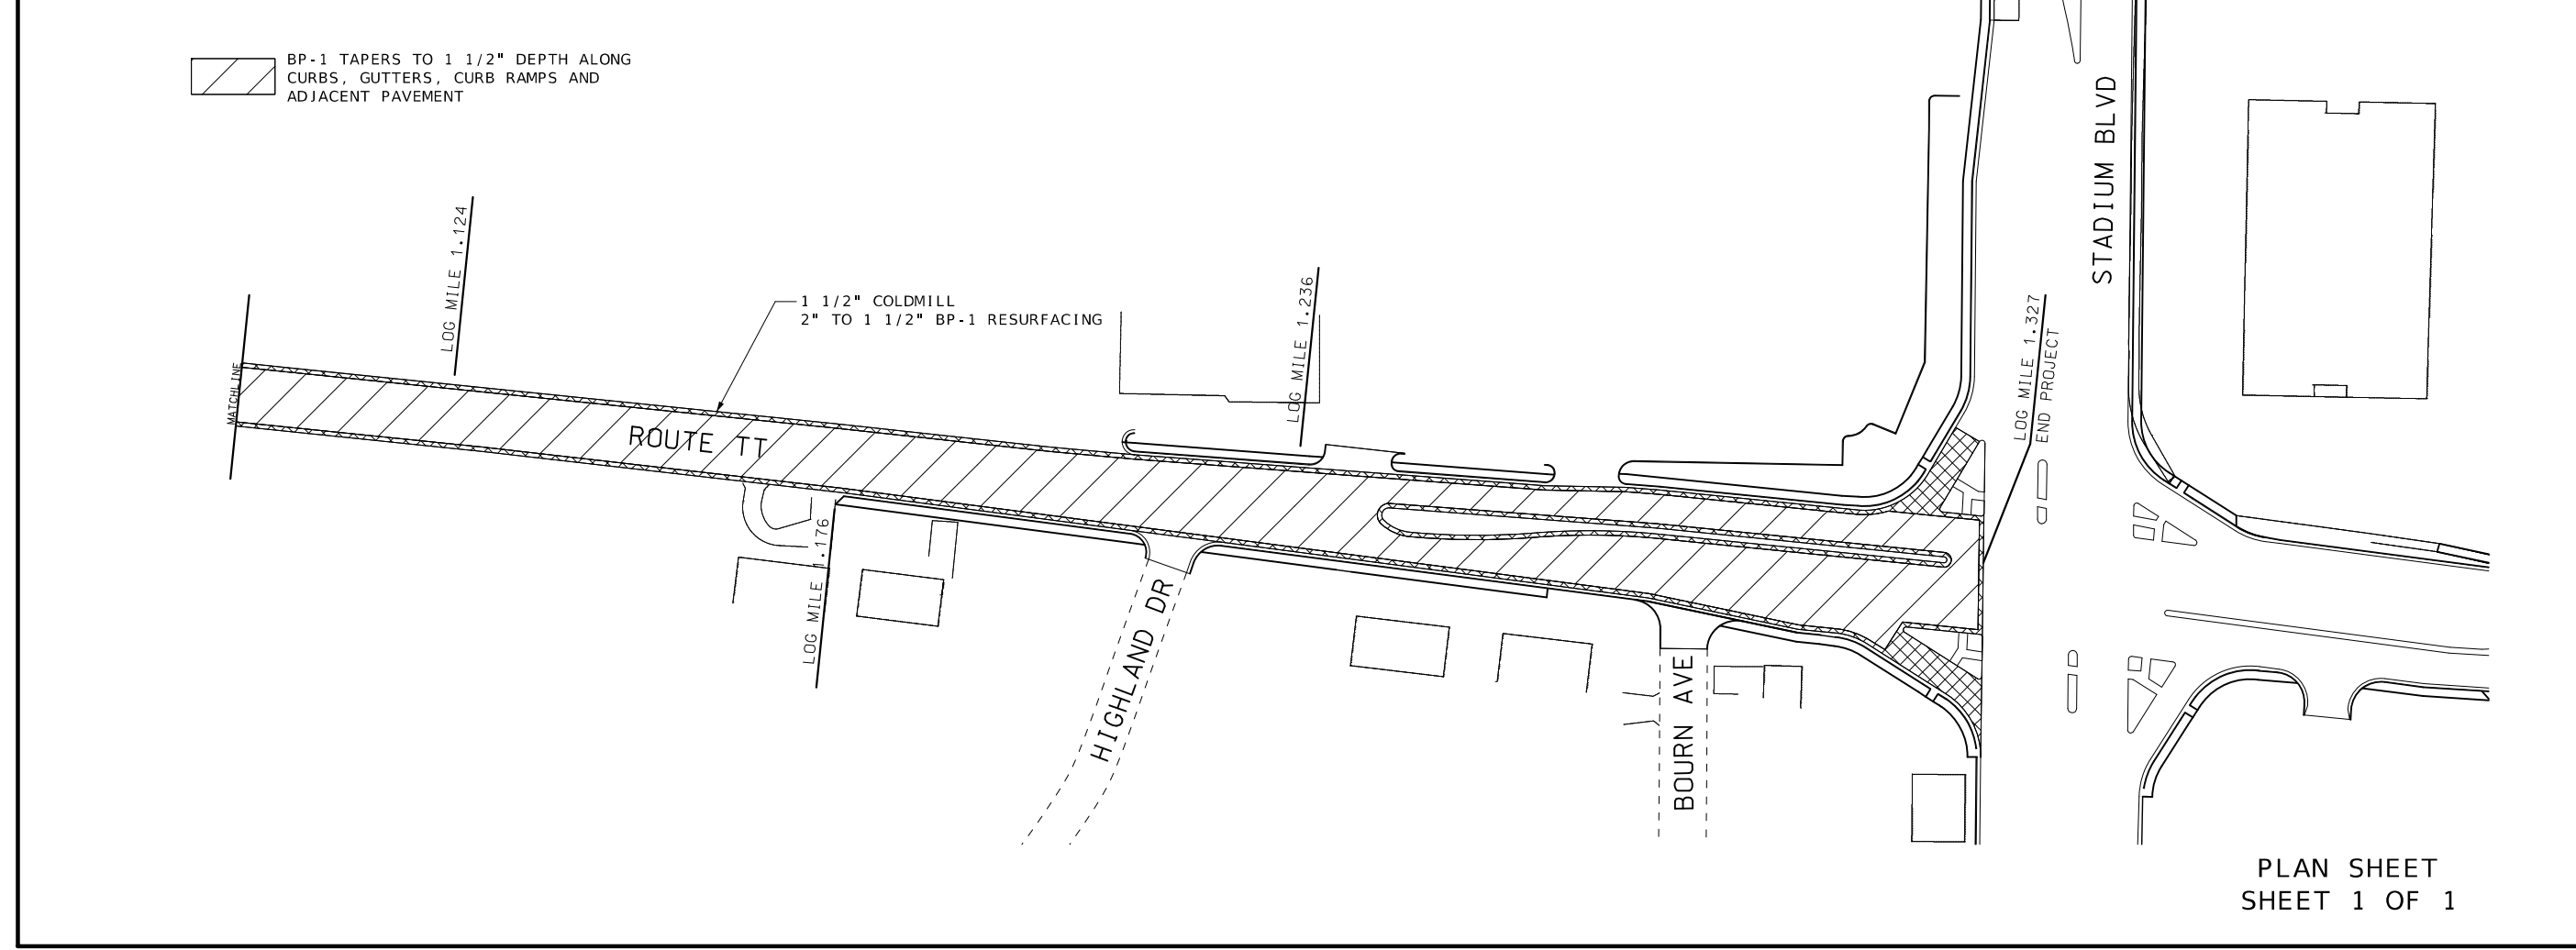 BP-1 TAPERS TO 1 1/2" DEPTH ALONG
CURBS, GUTTERS, CURB RAMPS AND
ADJACENT PAVEMENT
LOG MILE 1.124
1 1/2" COLDMILL
2" TO 1 1/2" BP-1 RESURFACING
LOG MILE 1.236
STADIUM BLVD
LOG MILE 1.327
END PROJECT
MATCHLINE
ROUTE TT
LOG MILE 1.176
HIGHLAND DR
BOURN AVE
PLAN SHEET
SHEET 1 OF 1